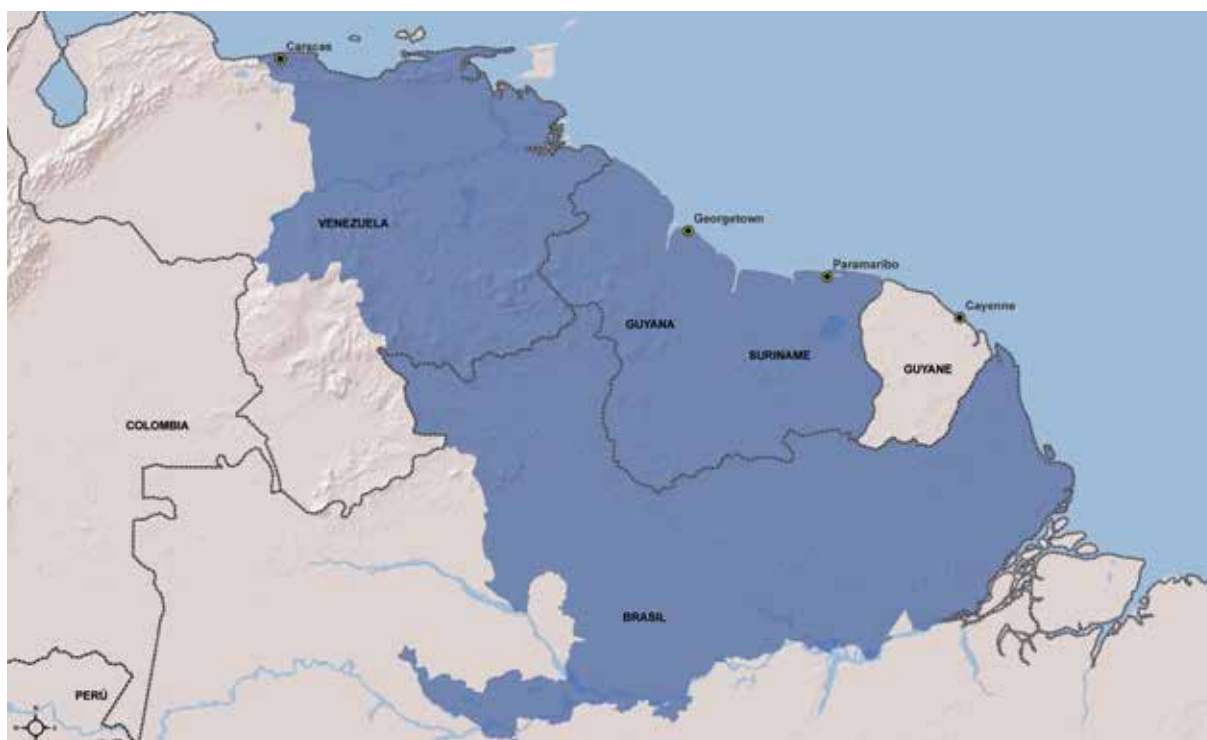 Caracas
VENEZUELA
Georgetown
Paramaribo
Cayenne
GUYANA
SURINAME
GUYANE
COLOMBIA
BRASIL
PERÚ